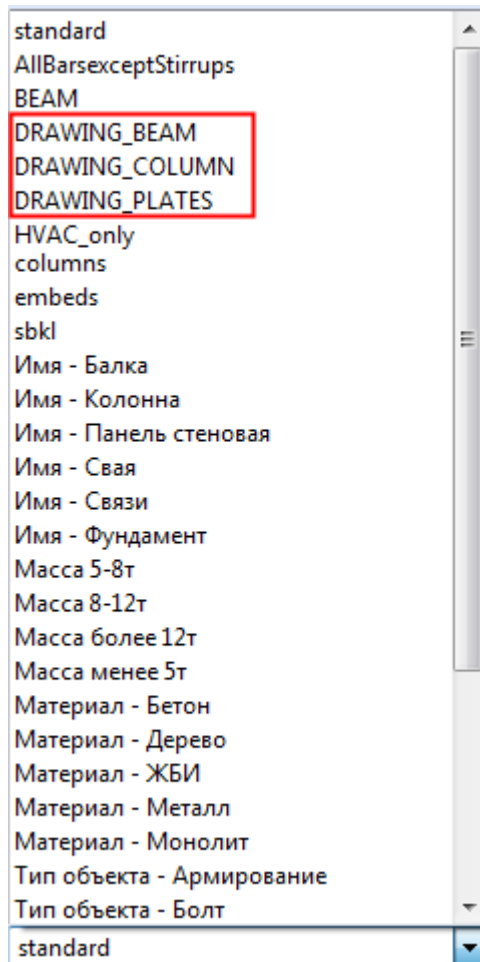 standard
AllBarsexceptStirrups
BEAM
DRAWING_BEAM
DRAWING_COLUMN
DRAWING_PLATES
HVAC_only
columns
embeds
sbkl
Имя - Балка
Имя - Колонна
Имя - Панель стеновая
Имя - Свая
Имя - Связи
Имя - Фундамент
Масса 5-8т
Масса 8-12т
Масса более 12т
Масса менее 5т
Материал - Бетон
Материал - Дерево
Материал - ЖБИ
Материал - Металл
Материал - Монолит
Тип объекта - Армирование
Тип объекта - Болт
standard